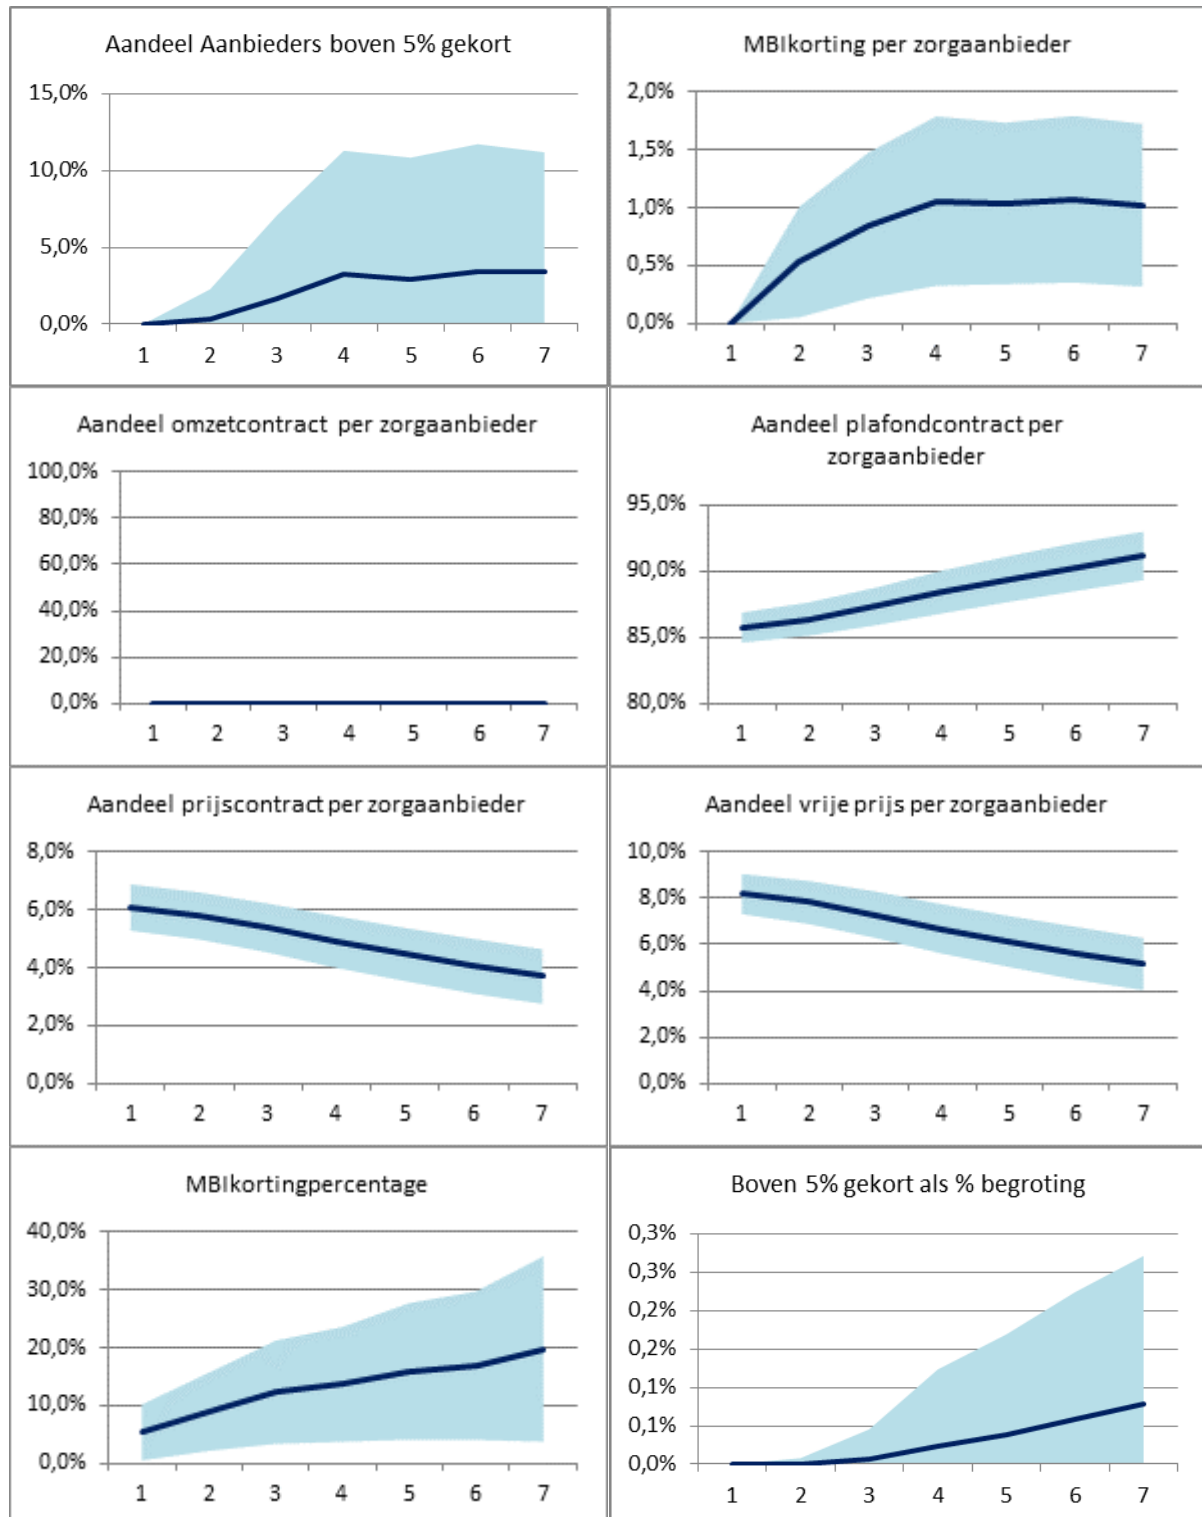 Aandeel Aanbieders boven 5% gekort
15,0%
10,0%
5,0%
0,0%
1 2 3 4 5 6 7
MBIkorting per zorgaanbieder
2,0%
1,5%
1,0%
0,5%
0,0%
1 2 3 4 5 6 7
Aandeel omzetcontract per zorgaanbieder
100,0%
80,0%
60,0%
40,0%
20,0%
0,0%
1 2 3 4 5 6 7
Aandeel plafondcontract per
zorgaanbieder
95,0%
90,0%
85,0%
80,0%
1 2 3 4 5 6 7
Aandeel prijscontract per zorgaanbieder
8,0%
6,0%
4,0%
2,0%
0,0%
1 2 3 4 5 6 7
Aandeel vrije prijs per zorgaanbieder
10,0%
8,0%
6,0%
4,0%
2,0%
0,0%
1 2 3 4 5 6 7
MBIkortingpercentage
40,0%
30,0%
20,0%
10,0%
0,0%
1 2 3 4 5 6 7
Boven 5% gekort als % begroting
0,3%
0,3%
0,2%
0,2%
0,1%
0,1%
0,0%
1 2 3 4 5 6 7